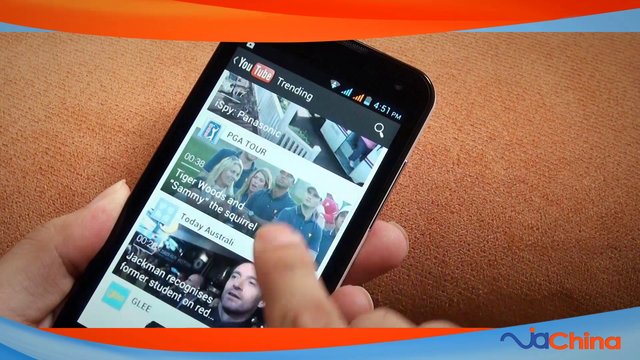 YouTube Trending
4:51 PM
iSpy: Panasonic
PGA TOUR
00:38
Tiger Woods and
"Sammy" the squirrel
Today Australi
Jackman recognises
former student on red...
GLEE
viaChina